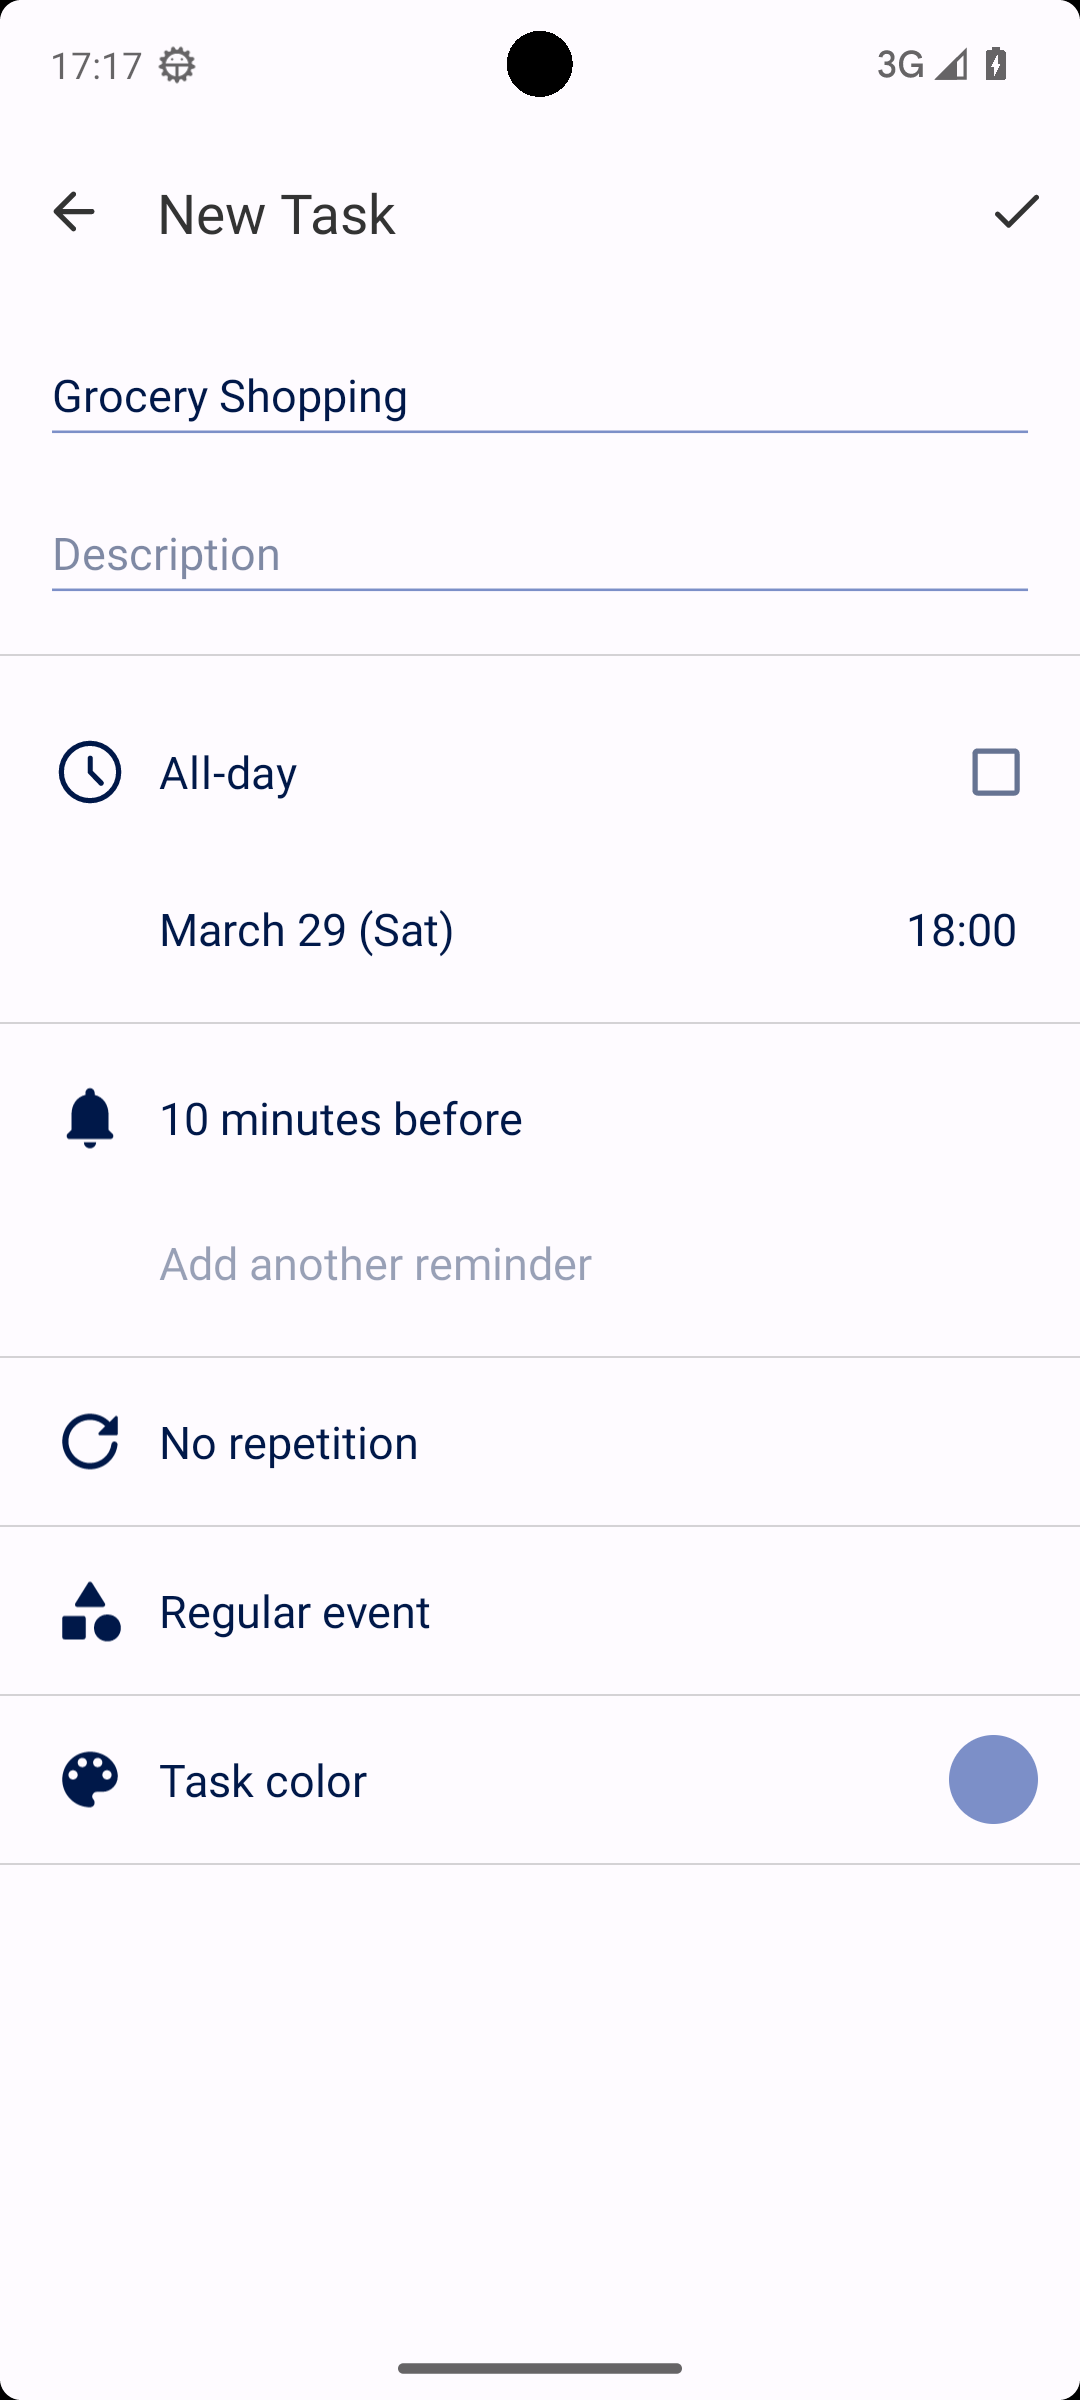 17:17
3G
New Task
Grocery Shopping
Description
All-day
March 29 (Sat) 18:00
10 minutes before
Add another reminder
No repetition
Regular event
Task color